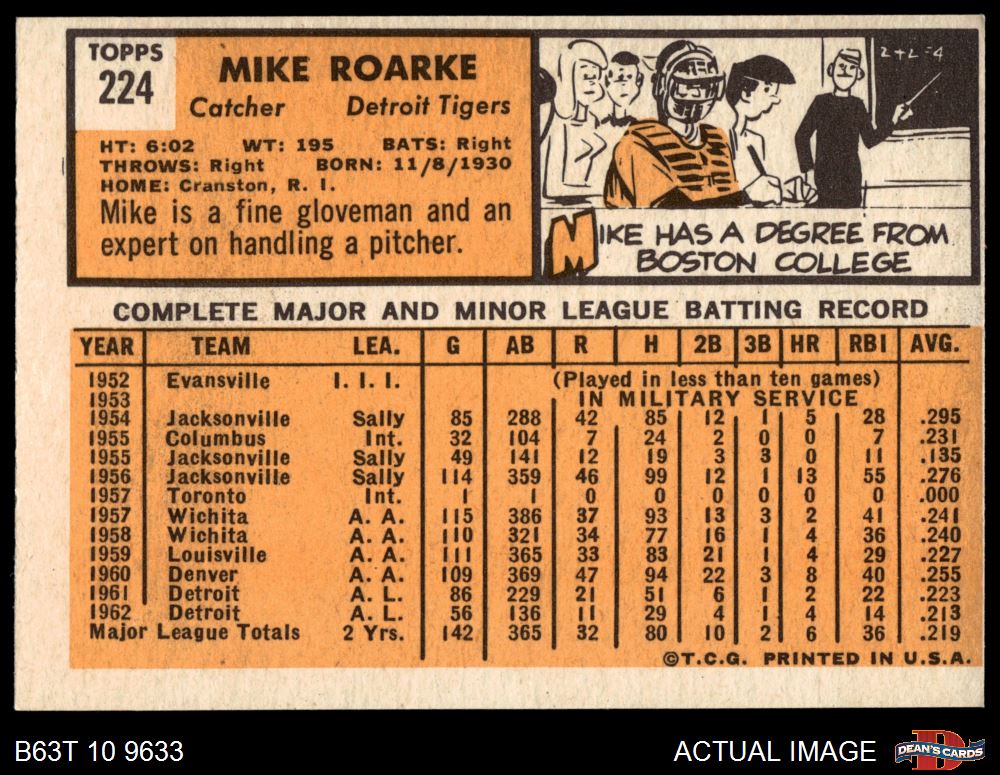 TOPPS
224
MIKE ROARKE
Catcher Detroit Tigers
HT: 6:02 WT: 195 BATS: Right
THROWS: Right BORN: 11/8/1930
HOME: Cranston, R. I.
Mike is a fine gloveman and an
expert on handling a pitcher.
2+2=4
MIKE HAS A DEGREE FROM
BOSTON COLLEGE
COMPLETE MAJOR AND MINOR LEAGUE BATTING RECORD
YEAR TEAM LEA. G AB R H 2B 3B HR RBI AVG.
1952 Evansville I. I. I. (Played in less than ten games)
1953 IN MILITARY SERVICE
1954 Jacksonville Sally 85 288 42 85 12 1 5 28 .295
1955 Columbus Int. 32 104 7 24 2 0 0 7 .231
1955 Jacksonville Sally 49 141 12 19 3 3 0 11 .135
1956 Jacksonville Sally 114 359 46 99 12 1 13 55 .276
1957 Toronto Int. 1 1 0 0 0 0 0 0 .000
1957 Wichita A. A. 115 386 37 93 13 3 2 41 .241
1958 Wichita A. A. 110 321 34 77 16 1 4 36 .240
1959 Louisville A. A. 111 365 33 83 21 1 4 29 .227
1960 Denver A. A. 109 369 47 94 22 3 8 40 .255
1961 Detroit A. L. 86 229 21 51 6 1 2 22 .223
1962 Detroit A. L. 56 136 11 29 4 1 4 14 .213
Major League Totals 2 Yrs. 142 365 32 80 10 2 6 36 .219
©T.C.G. PRINTED IN U.S.A.
B63T 10 9633 ACTUAL IMAGE DEAN'S CARDS